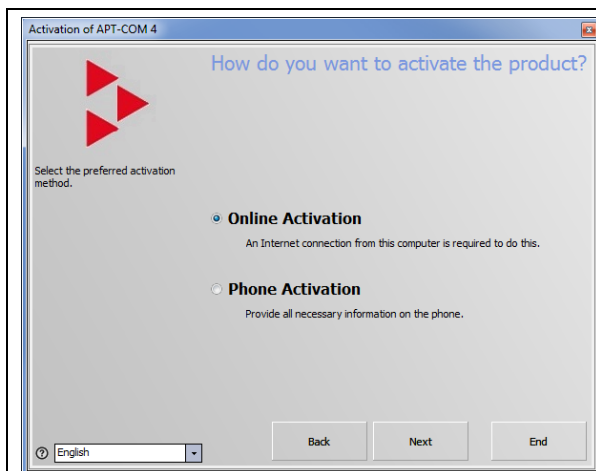 Activation of APT-COM 4
How do you want to activate the product?
Select the preferred activation
method.
Online Activation
An Internet connection from this computer is required to do this.
Phone Activation
Provide all necessary information on the phone.
English
Back
Next
End